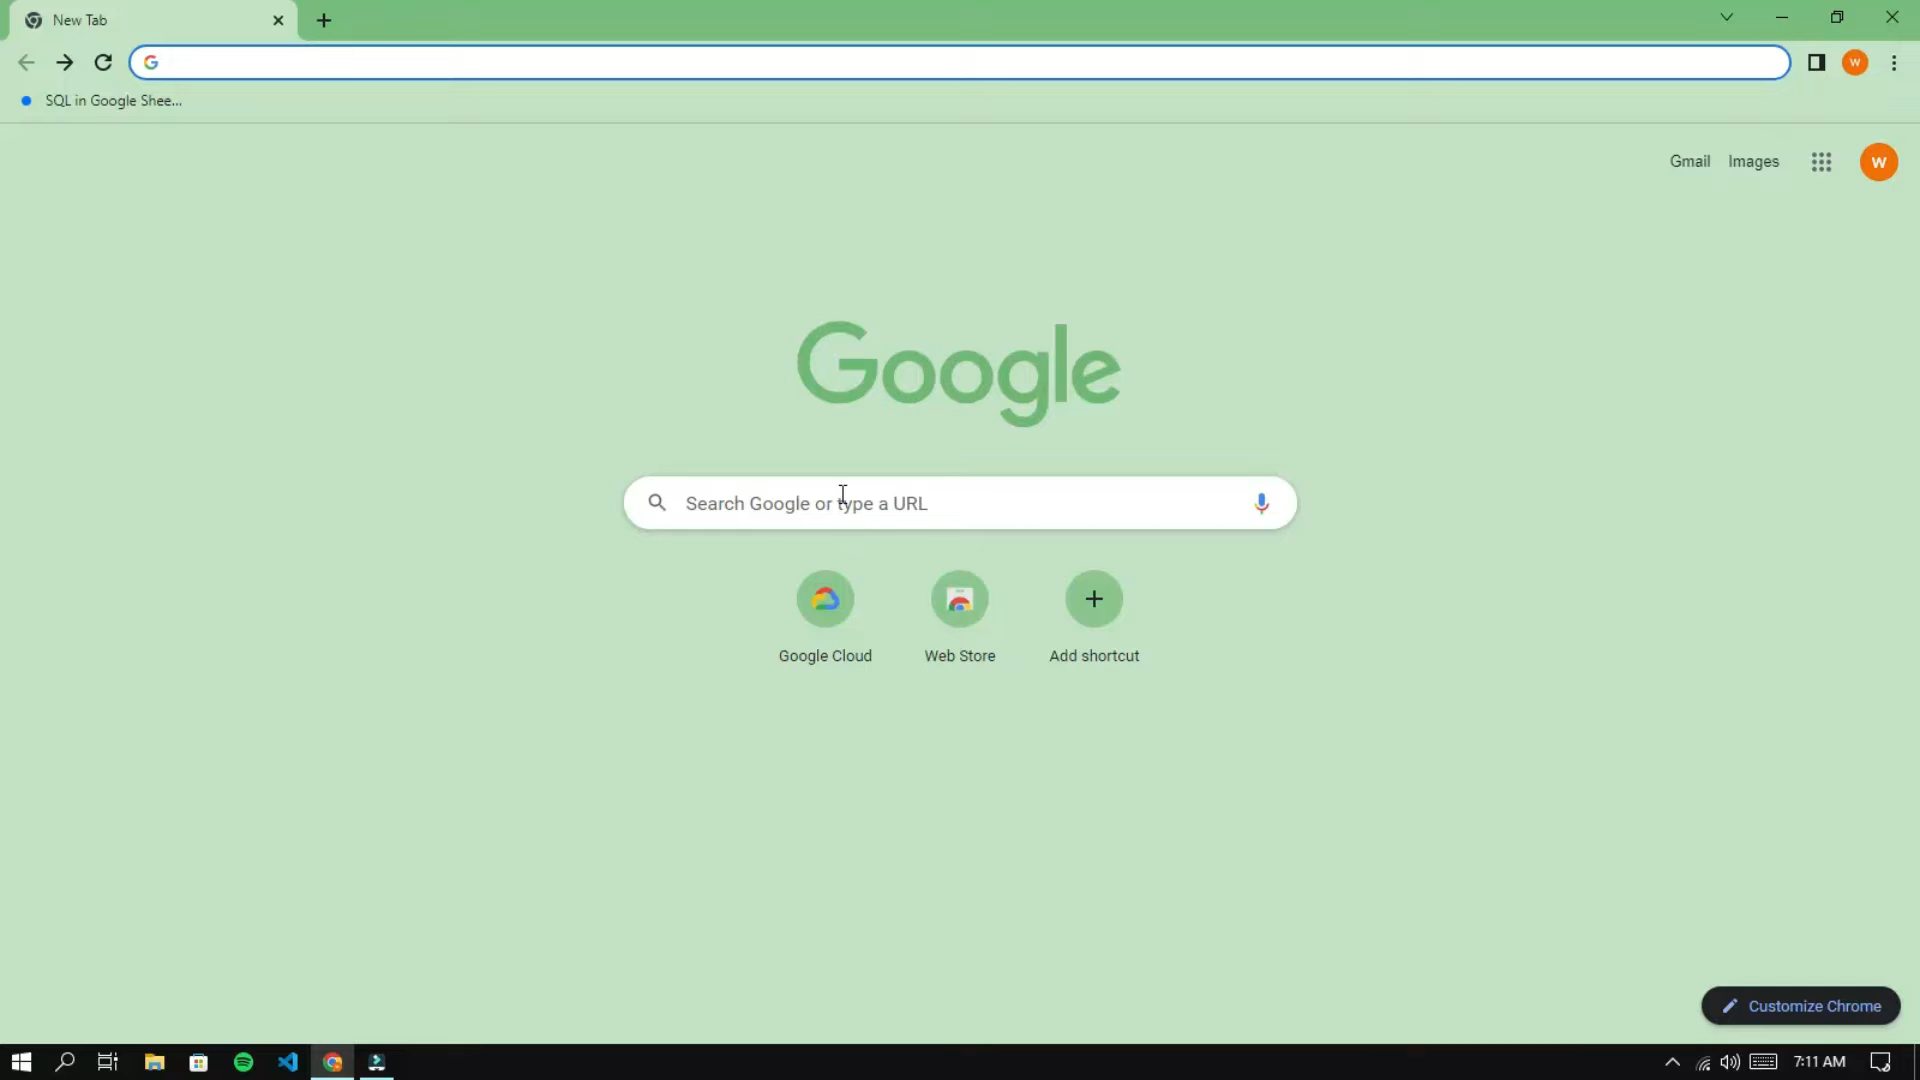 New Tab
SQL in Google Shee...
W
Gmail Images
W
Google
Search Google or type a URL
Google Cloud Web Store Add shortcut
Customize Chrome
7:11 AM